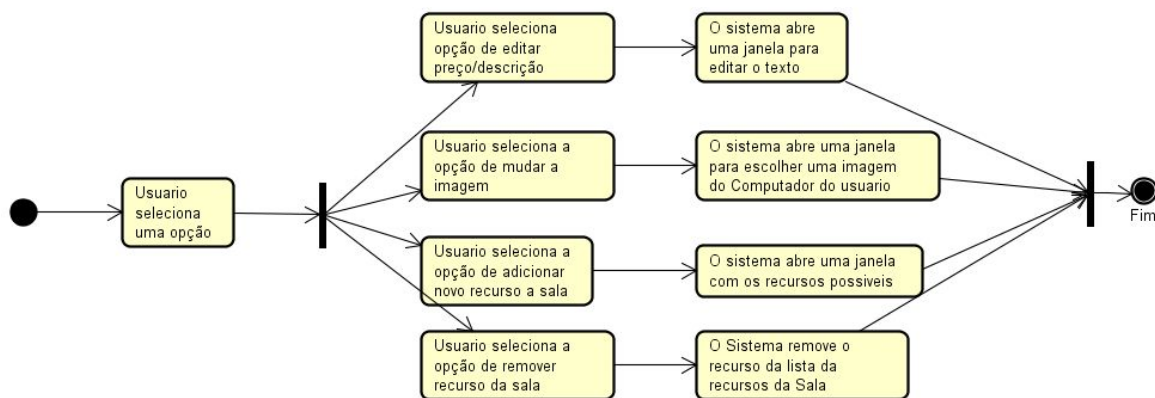 Usuario
seleciona
uma opção
Usuario seleciona
opção de editar
preço/descrição
O sistema abre
uma janela para
editar o texto
Usuario seleciona a
opção de mudar a
imagem
O sistema abre uma janela
para escolher uma imagem
do Computador do usuario
Usuario seleciona a
opção de adicionar
novo recurso a sala
O sistema abre uma janela
com os recursos possiveis
Usuario seleciona a
opção de remover
recurso da sala
O Sistema remove o
recurso da lista da
recursos da Sala
Fim